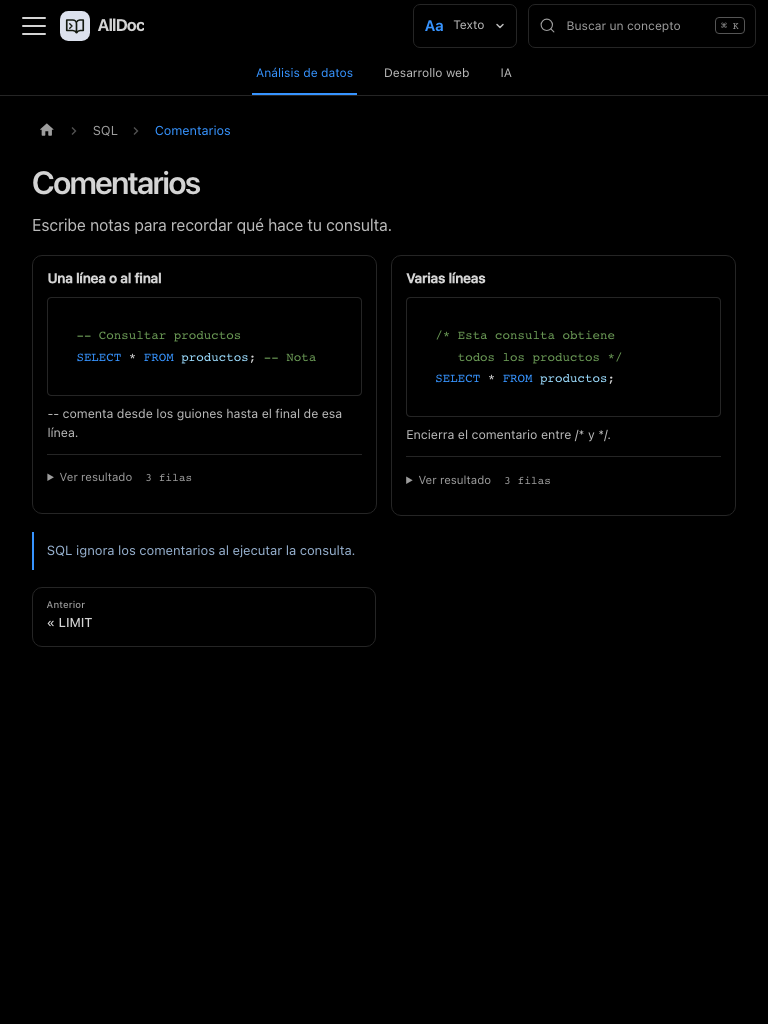 AllDoc
Aa Texto
Buscar un concepto ⌘ K
Análisis de datos Desarrollo web IA
SQL Comentarios
Comentarios
Escribe notas para recordar qué hace tu consulta.
Una línea o al final
-- Consultar productos
SELECT * FROM productos; -- Nota
-- comenta desde los guiones hasta el final de esa
línea.
Ver resultado 3 filas
Varias líneas
/* Esta consulta obtiene
todos los productos */
SELECT * FROM productos;
Encierra el comentario entre /* y */.
Ver resultado 3 filas
SQL ignora los comentarios al ejecutar la consulta.
Anterior
« LIMIT